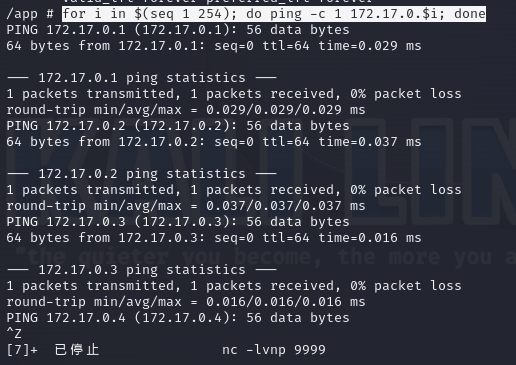 /app # for i in $(seq 1 254); do ping -c 1 172.17.0.$i; done
PING 172.17.0.1 (172.17.0.1): 56 data bytes
64 bytes from 172.17.0.1: seq=0 ttl=64 time=0.029 ms
--- 172.17.0.1 ping statistics ---
1 packets transmitted, 1 packets received, 0% packet loss
round-trip min/avg/max = 0.029/0.029/0.029 ms
PING 172.17.0.2 (172.17.0.2): 56 data bytes
64 bytes from 172.17.0.2: seq=0 ttl=64 time=0.037 ms
--- 172.17.0.2 ping statistics ---
1 packets transmitted, 1 packets received, 0% packet loss
round-trip min/avg/max = 0.037/0.037/0.037 ms
PING 172.17.0.3 (172.17.0.3): 56 data bytes
64 bytes from 172.17.0.3: seq=0 ttl=64 time=0.016 ms
"the quieter you become, the more you a
--- 172.17.0.3 ping statistics ---
1 packets transmitted, 1 packets received, 0% packet loss
round-trip min/avg/max = 0.016/0.016/0.016 ms
PING 172.17.0.4 (172.17.0.4): 56 data bytes
^Z
[7]+  已停止                  nc -lvnp 9999